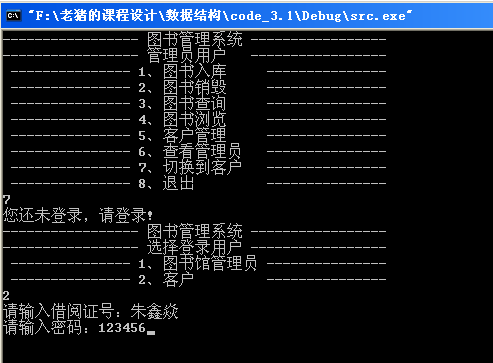 "F:\老猪的课程设计\数据结构\code_3.1\Debug\src.exe"
---------------- 图书管理系统 ----------------
---------------- 管理员用户 ----------------
---------------- 1、图书入库 ----------------
---------------- 2、图书销毁 ----------------
---------------- 3、图书查询 ----------------
---------------- 4、图书浏览 ----------------
---------------- 5、客户管理 ----------------
---------------- 6、查看管理员 ----------------
---------------- 7、切换到客户 ----------------
---------------- 8、退出 ----------------
7
您还未登录，请登录!
---------------- 图书管理系统 ----------------
---------------- 选择登录用户 ----------------
---------------- 1、图书馆管理员 ----------------
---------------- 2、客户 ----------------
2
请输入借阅证号：朱鑫焱
请输入密码：123456_